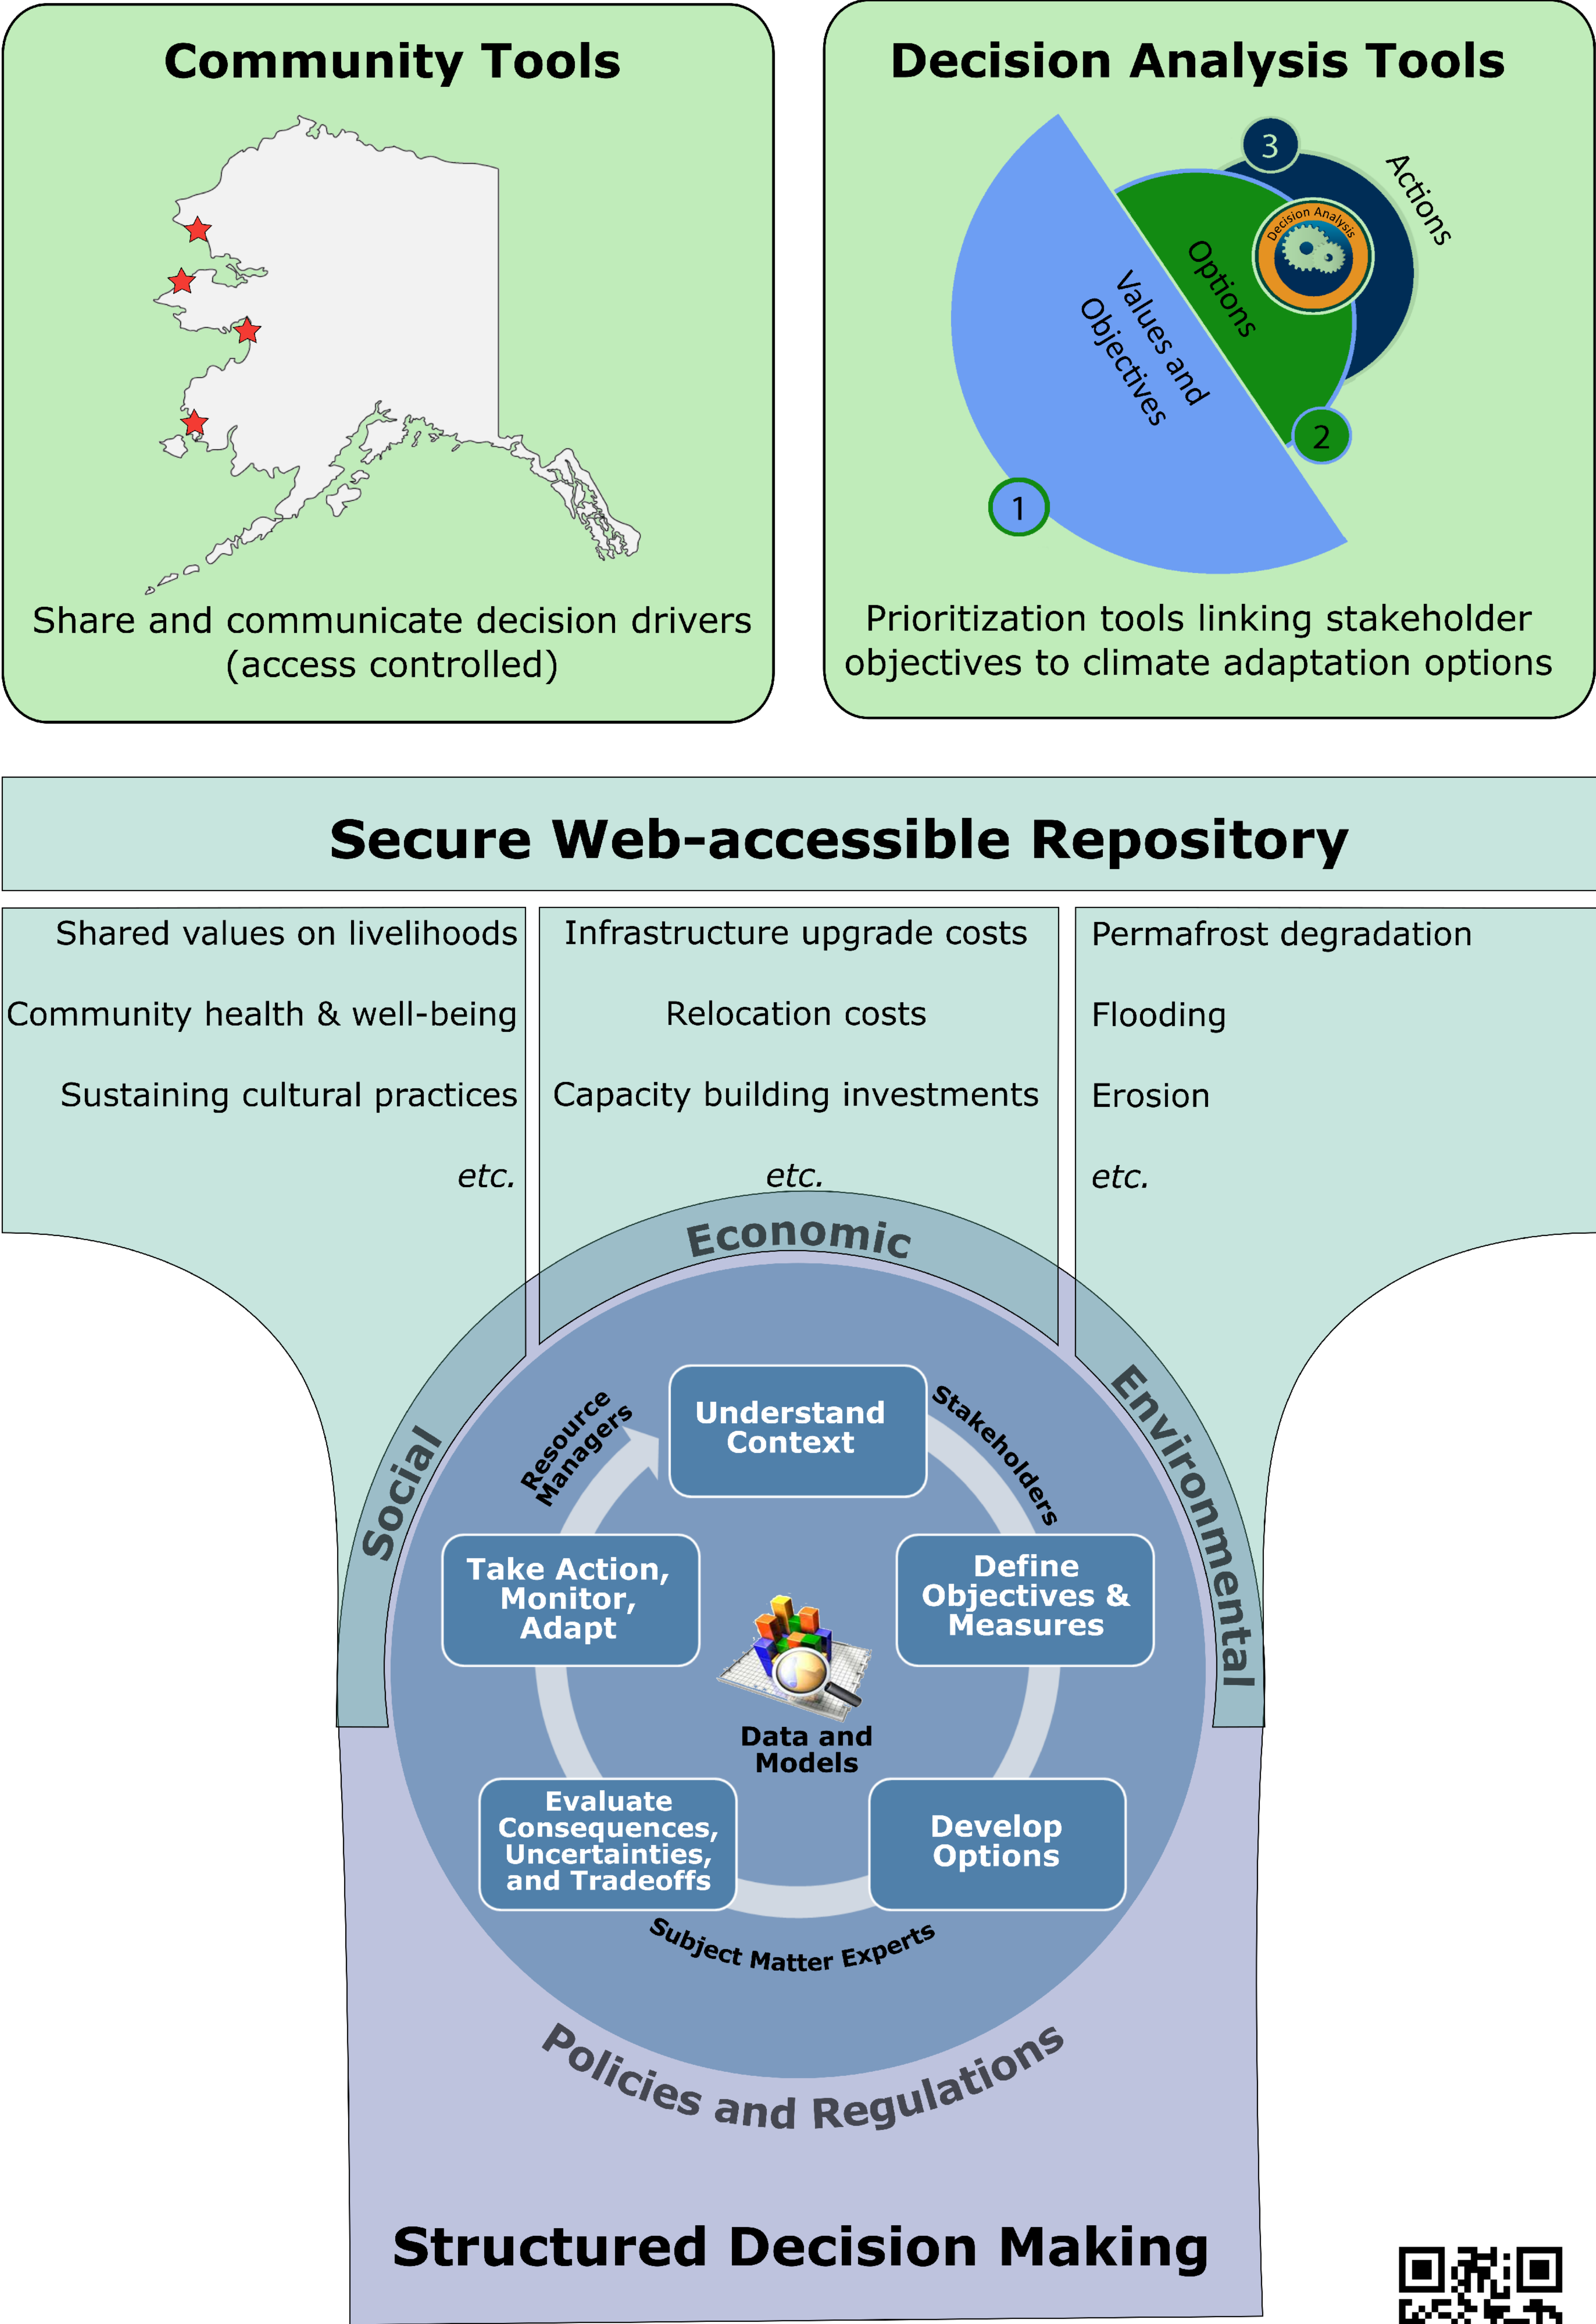 Community Tools
Share and communicate decision drivers
(access controlled)
Decision Analysis Tools
3
Actions
Decision Analysis
Options
Values and
Objectives
2
1
Prioritization tools linking stakeholder
objectives to climate adaptation options
Secure Web-accessible Repository
Shared values on livelihoods
Community health & well-being
Sustaining cultural practices
etc.
Infrastructure upgrade costs
Relocation costs
Capacity building investments
etc.
Permafrost degradation
Flooding
Erosion
etc.
Economic
Social
Environmental
Resource
Managers
Understand
Context
Stakeholders
Take Action,
Monitor,
Adapt
Define
Objectives &
Measures
Data and
Models
Evaluate
Consequences,
Uncertainties,
and Tradeoffs
Develop
Options
Subject Matter Experts
Policies and Regulations
Structured Decision Making